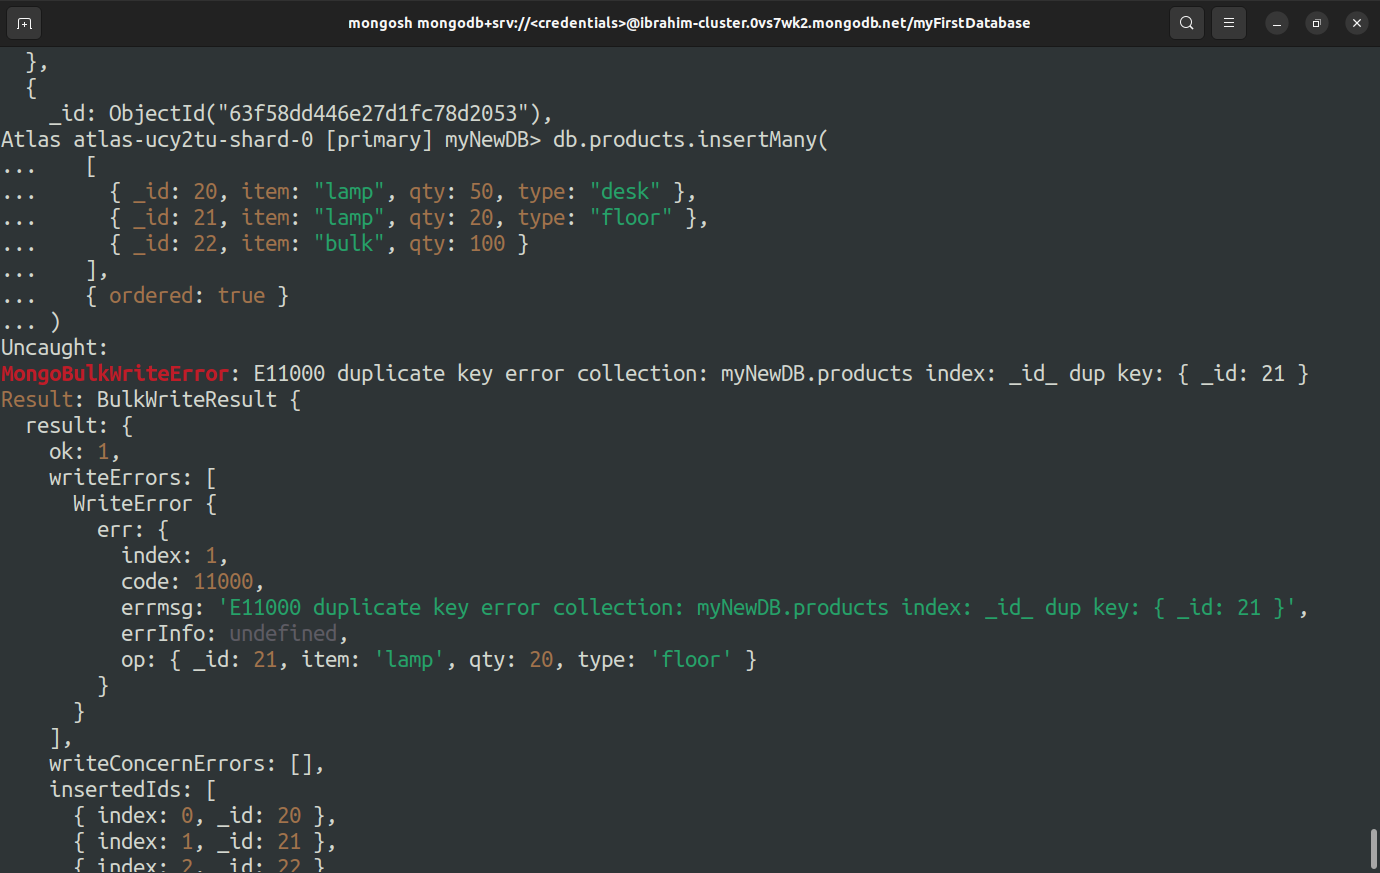 mongosh mongodb+srv://<credentials>@ibrahim-cluster.0vs7wk2.mongodb.net/myFirstDatabase
  },
  {
    _id: ObjectId("63f58dd446e27d1fc78d2053"),
Atlas atlas-ucy2tu-shard-0 [primary] myNewDB> db.products.insertMany(
...    [
...      { _id: 20, item: "lamp", qty: 50, type: "desk" },
...      { _id: 21, item: "lamp", qty: 20, type: "floor" },
...      { _id: 22, item: "bulk", qty: 100 }
...    ],
...    { ordered: true }
... )
Uncaught:
MongoBulkWriteError: E11000 duplicate key error collection: myNewDB.products index: _id_ dup key: { _id: 21 }
Result: BulkWriteResult {
  result: {
    ok: 1,
    writeErrors: [
      WriteError {
        err: {
          index: 1,
          code: 11000,
          errmsg: 'E11000 duplicate key error collection: myNewDB.products index: _id_ dup key: { _id: 21 }',
          errInfo: undefined,
          op: { _id: 21, item: 'lamp', qty: 20, type: 'floor' }
        }
      }
    ],
    writeConcernErrors: [],
    insertedIds: [
      { index: 0, _id: 20 },
      { index: 1, _id: 21 },
      { index: 2, _id: 22 }